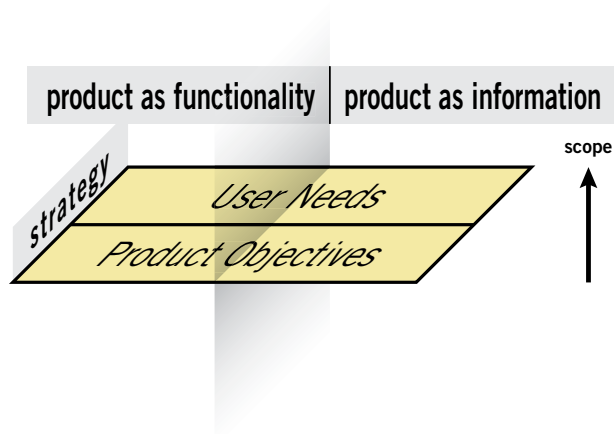 product as functionality
product as information
scope
strategy
User Needs
Product Objectives